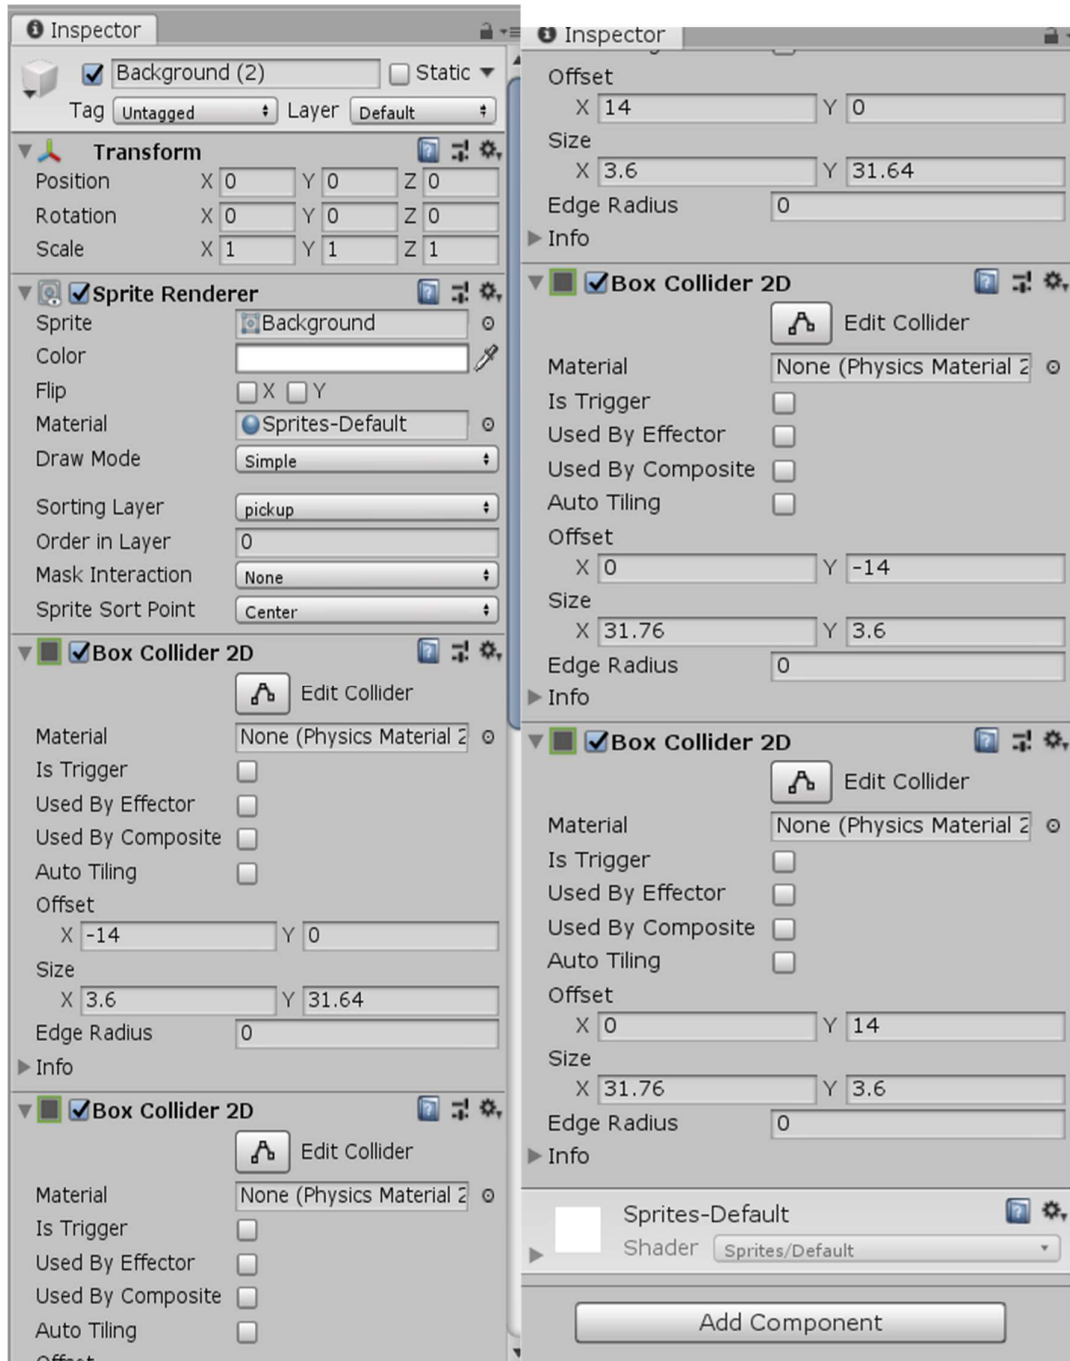 Inspector
Background (2) Static
Tag Untagged Layer Default
Transform
Position X 0 Y 0 Z 0
Rotation X 0 Y 0 Z 0
Scale X 1 Y 1 Z 1
Sprite Renderer
Sprite Background
Color
Flip X Y
Material Sprites-Default
Draw Mode Simple
Sorting Layer pickup
Order in Layer 0
Mask Interaction None
Sprite Sort Point Center
Box Collider 2D
Edit Collider
Material None (Physics Material 2
Is Trigger
Used By Effector
Used By Composite
Auto Tiling
Offset
X -14 Y 0
Size
X 3.6 Y 31.64
Edge Radius 0
Info
Box Collider 2D
Edit Collider
Material None (Physics Material 2
Is Trigger
Used By Effector
Used By Composite
Auto Tiling
Inspector
Offset
X 14 Y 0
Size
X 3.6 Y 31.64
Edge Radius 0
Info
Box Collider 2D
Edit Collider
Material None (Physics Material 2
Is Trigger
Used By Effector
Used By Composite
Auto Tiling
Offset
X 0 Y -14
Size
X 31.76 Y 3.6
Edge Radius 0
Info
Box Collider 2D
Edit Collider
Material None (Physics Material 2
Is Trigger
Used By Effector
Used By Composite
Auto Tiling
Offset
X 0 Y 14
Size
X 31.76 Y 3.6
Edge Radius 0
Info
Sprites-Default
Shader Sprites/Default
Add Component